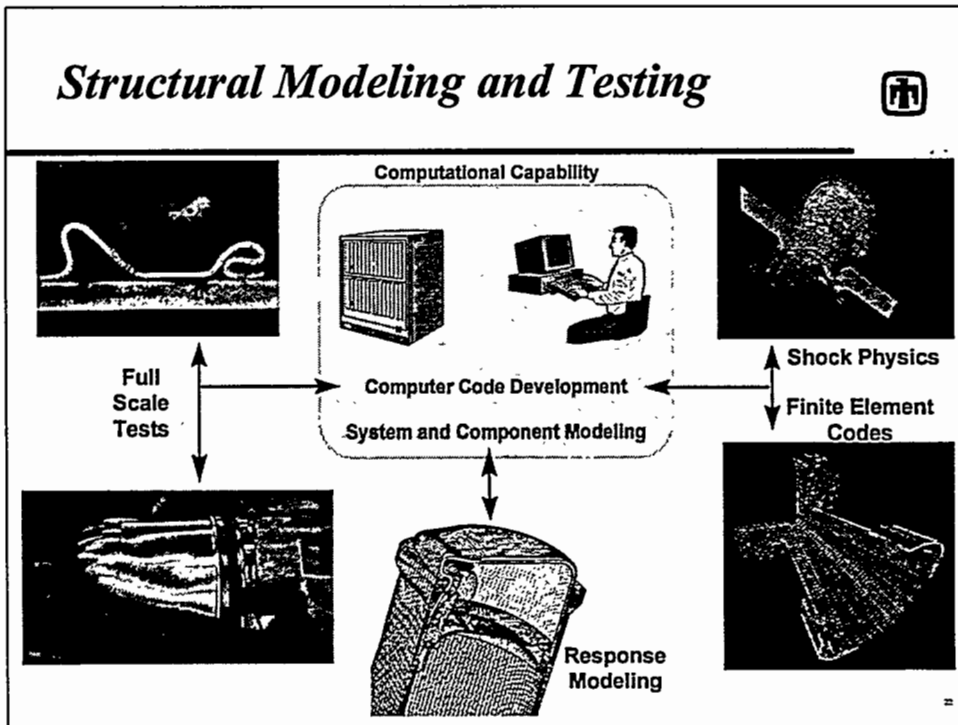 Structural Modeling and Testing
Computational Capability
Full
Scale
Tests
Computer Code Development
System and Component Modeling
Shock Physics
Finite Element
Codes
Response
Modeling